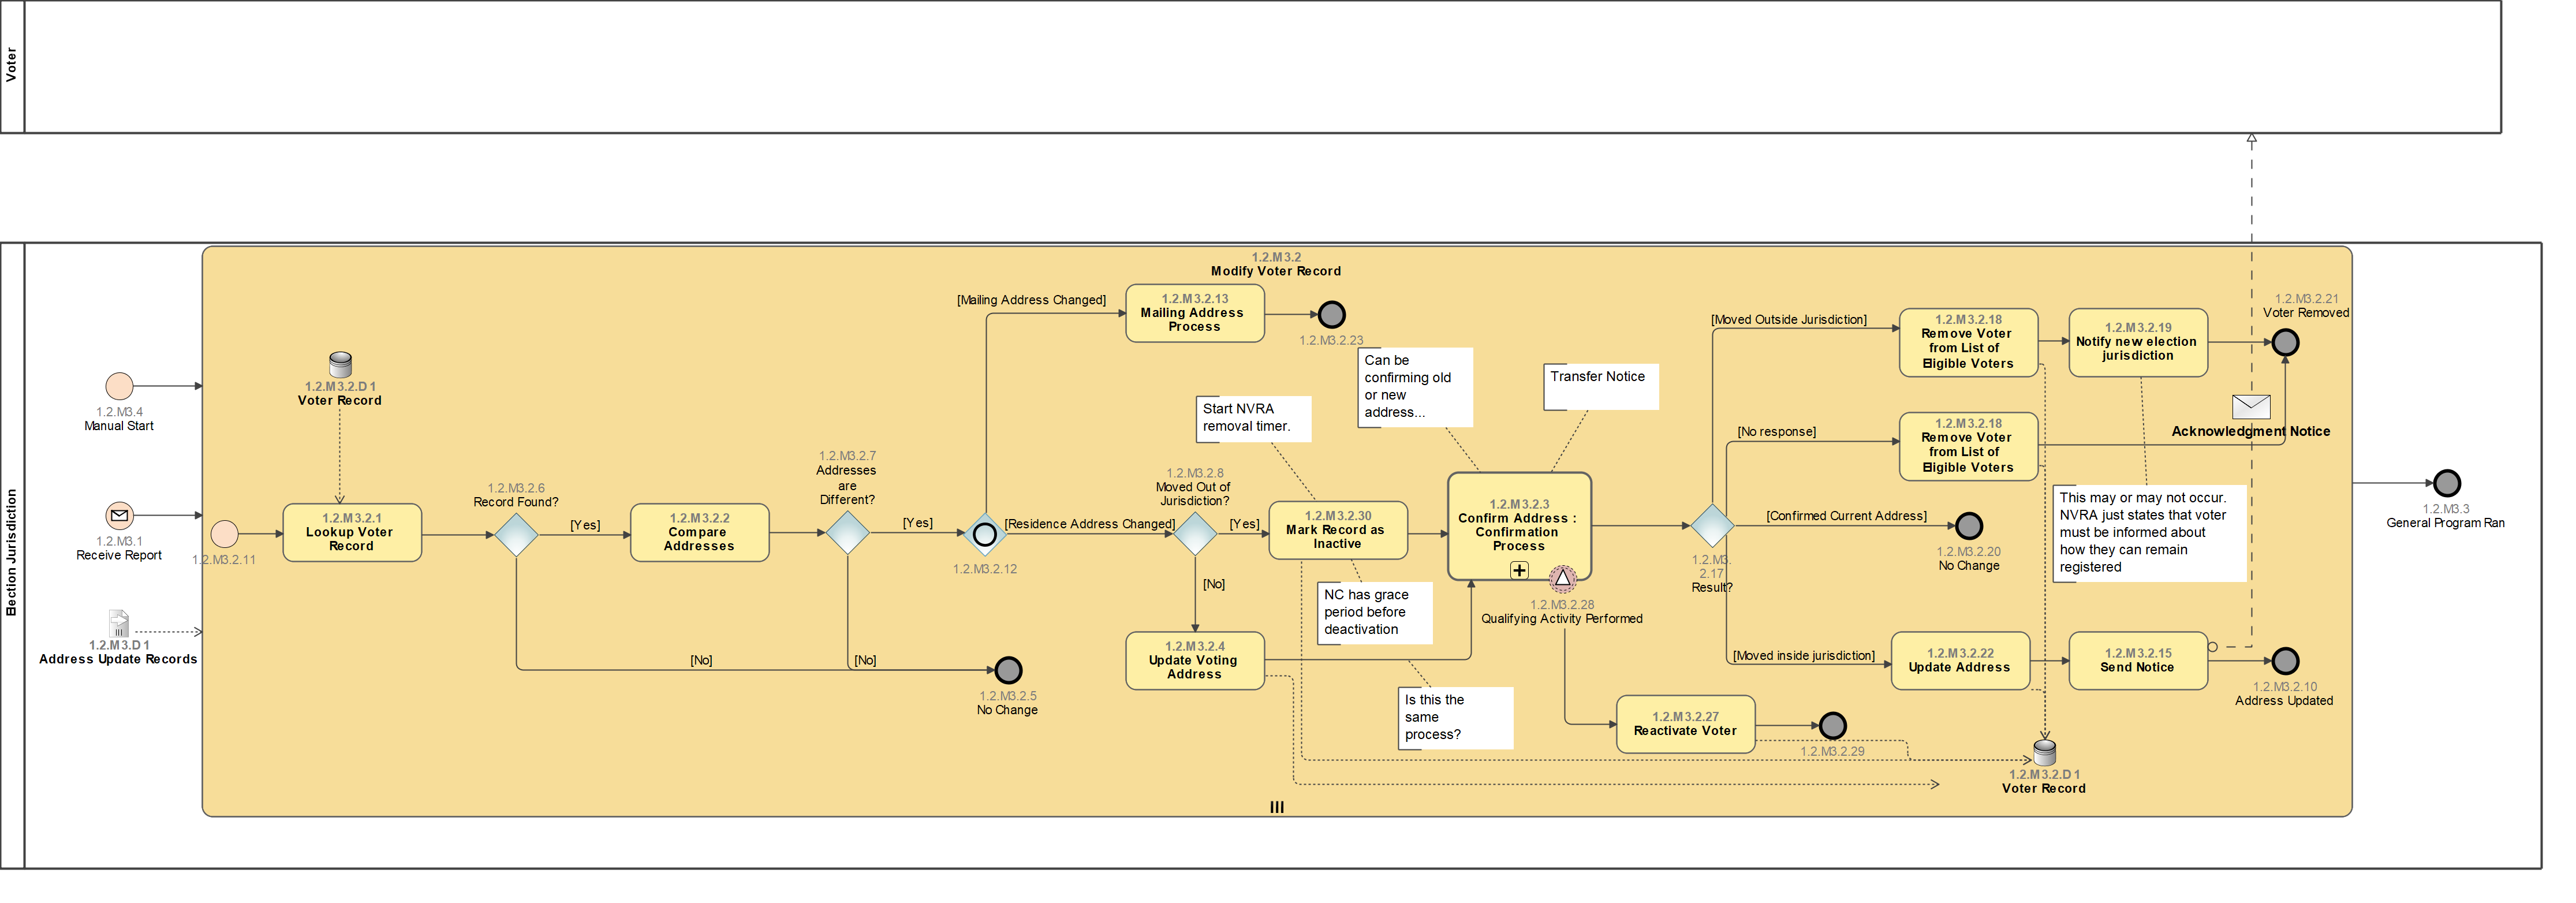 Voter
Election Jurisdiction
1.2.M3.2
Modify Voter Record
1.2.M3.4
Manual Start
1.2.M3.1
Receive Report
1.2.M3.D1
Address Update Records
1.2.M3.2.11
1.2.M3.2.D1
Voter Record
1.2.M3.2.1
Lookup Voter
Record
1.2.M3.2.6
Record Found?
[Yes]
[No]
1.2.M3.2.2
Compare
Addresses
1.2.M3.2.7
Addresses
are
Different?
[Yes]
[No]
1.2.M3.2.5
No Change
1.2.M3.2.12
[Mailing Address Changed]
1.2.M3.2.13
Mailing Address
Process
1.2.M3.2.23
[Residence Address Changed]
1.2.M3.2.8
Moved Out of
Jurisdiction?
[Yes]
[No]
1.2.M3.2.4
Update Voting
Address
Start NVRA
removal timer.
1.2.M3.2.30
Mark Record as
Inactive
NC has grace
period before
deactivation
Is this the
same
process?
Can be
confirming old
or new
address...
Transfer Notice
1.2.M3.2.3
Confirm Address :
Confirmation
Process
1.2.M3.2.28
Qualifying Activity Performed
1.2.M3.2.27
Reactivate Voter
1.2.M3.2.29
1.2.M3.
2.17
Result?
[Moved Outside Jurisdiction]
1.2.M3.2.18
Remove Voter
from List of
Eligible Voters
1.2.M3.2.19
Notify new election
jurisdiction
1.2.M3.2.21
Voter Removed
[No response]
1.2.M3.2.18
Remove Voter
from List of
Eligible Voters
Acknowledgment Notice
This may or may not occur.
NVRA just states that voter
must be informed about
how they can remain
registered
[Confirmed Current Address]
1.2.M3.2.20
No Change
[Moved inside jurisdiction]
1.2.M3.2.22
Update Address
1.2.M3.2.15
Send Notice
1.2.M3.2.10
Address Updated
1.2.M3.2.D1
Voter Record
1.2.M3.3
General Program Ran